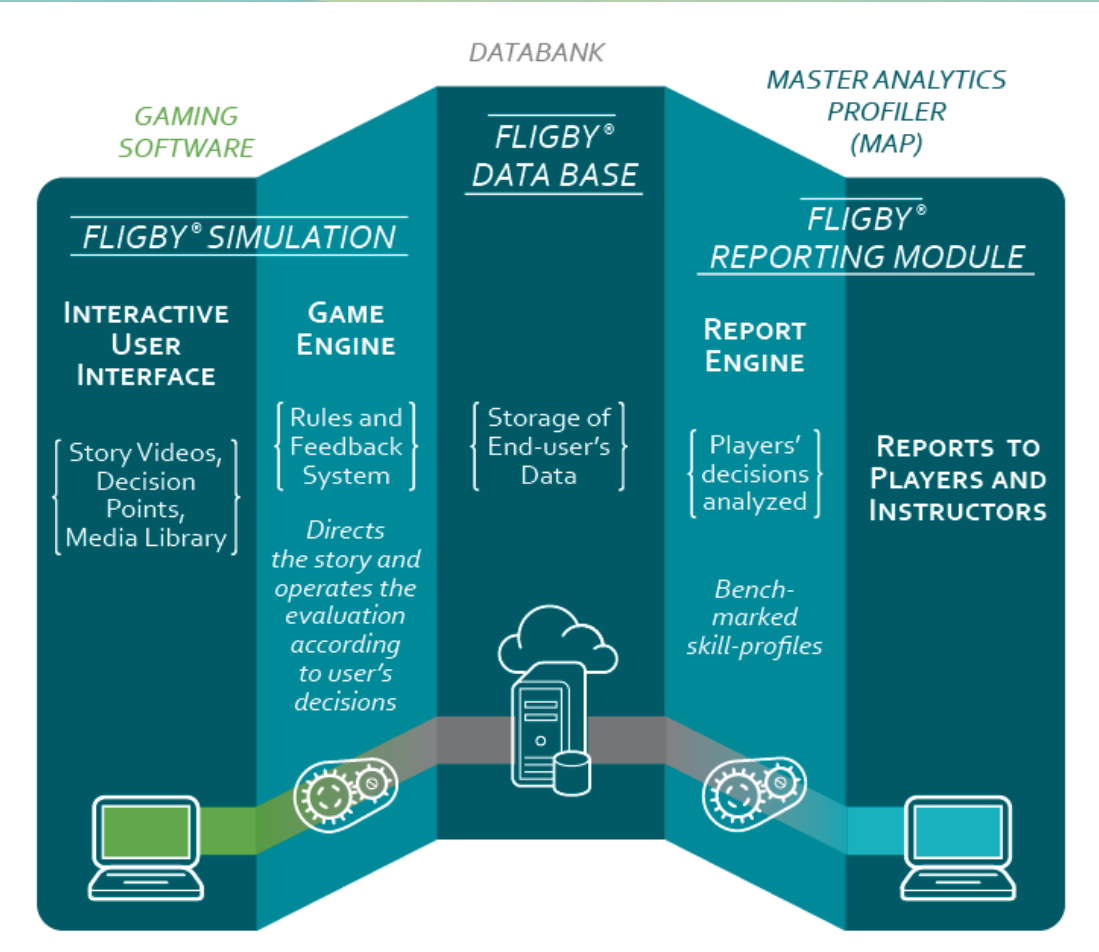 DATABANK
GAMING
SOFTWARE
MASTER ANALYTICS
PROFILER
(MAP)
FLIGBY® SIMULATION
FLIGBY®
DATA BASE
FLIGBY®
REPORTING MODULE
INTERACTIVE
USER
INTERFACE
Story Videos,
Decision
Points,
Media Library
GAME
ENGINE
Rules and
Feedback
System
Directs
the story and
operates the
evaluation
according
to user's
decisions
Storage of
End-user's
Data
REPORT
ENGINE
Players'
decisions
analyzed
Bench-
marked
skill-profiles
REPORTS TO
PLAYERS AND
INSTRUCTORS